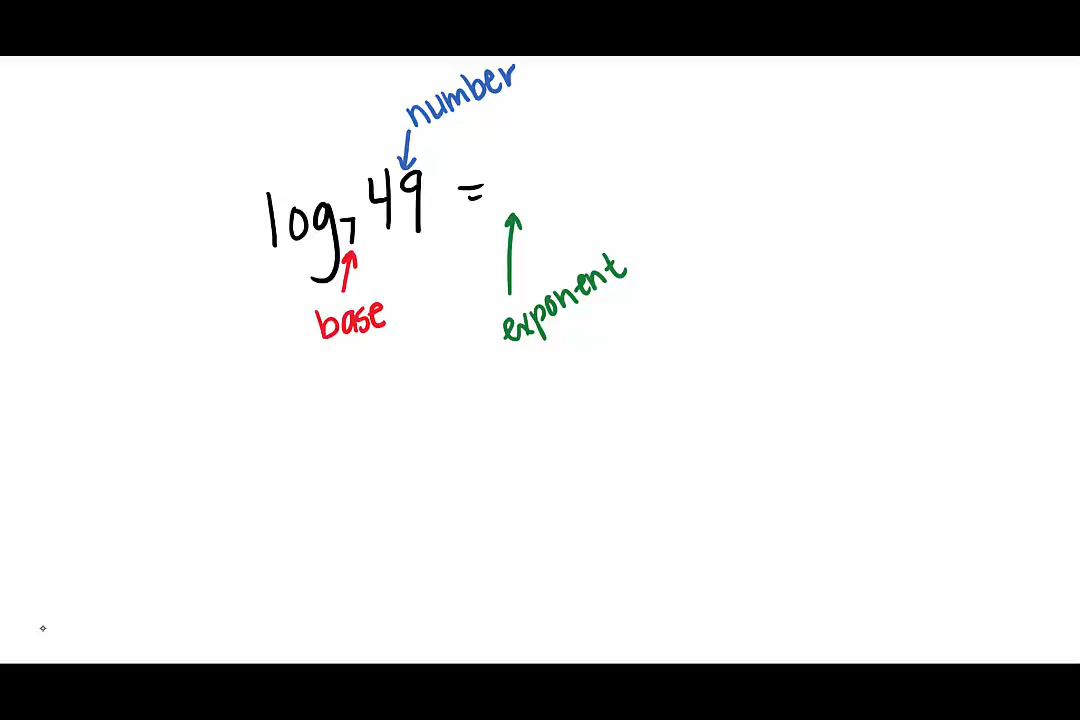 number
log₇ 49 =
base
exponent